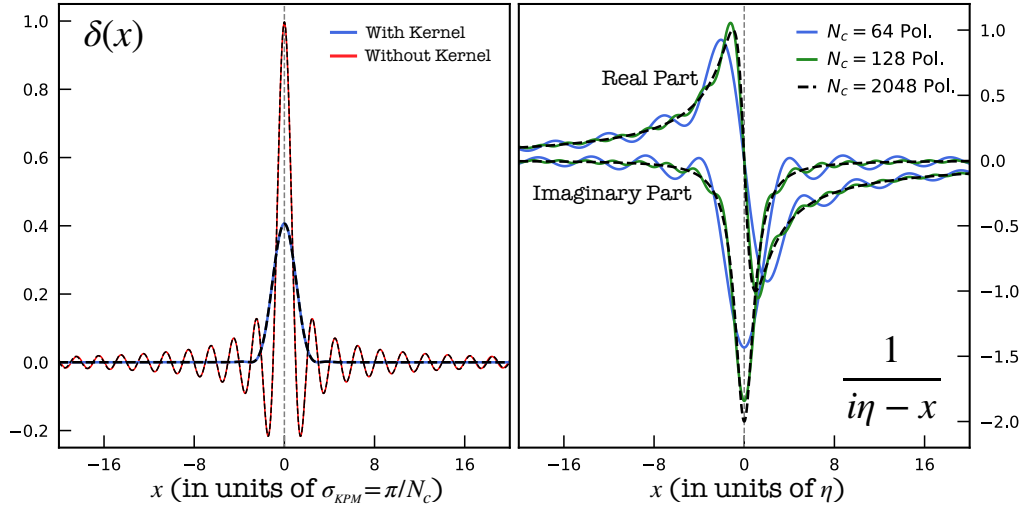 δ(x)
With Kernel
Without Kernel
1.0
0.8
0.6
0.4
0.2
0.0
−0.2
−16
−8
0
8
16
x (in units of σ_KPM = π/N_c)
N_c = 64 Pol.
N_c = 128 Pol.
N_c = 2048 Pol.
Real Part
Imaginary Part
1
iη − x
1.0
0.5
0.0
−0.5
−1.0
−1.5
−2.0
−16
−8
0
8
16
x (in units of η)